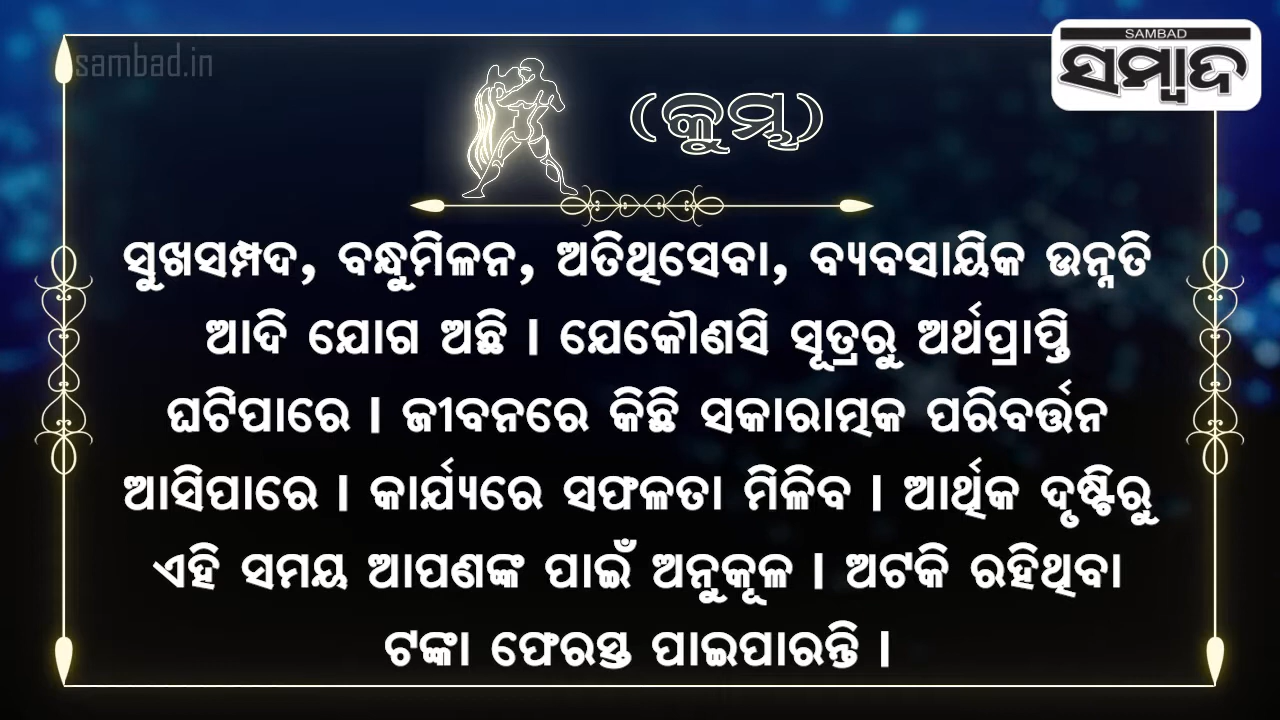 sambad.in
SAMBAD
ସମ୍ବାଦ
(କୁମ୍ଭ)
ସୁଖସମ୍ପଦ, ବନ୍ଧୁମିଳନ, ଅତିଥିସେବା, ବ୍ୟବସାୟିକ ଉନ୍ନତି
ଆଦି ଯୋଗ ଅଛି । ଯେକୌଣସି ସୂତ୍ରରୁ ଅର୍ଥପ୍ରାପ୍ତି
ଘଟିପାରେ । ଜୀବନରେ କିଛି ସକାରାତ୍ମକ ପରିବର୍ତ୍ତନ
ଆସିପାରେ । କାର୍ଯ୍ୟରେ ସଫଳତା ମିଳିବ । ଆର୍ଥିକ ଦୃଷ୍ଟିରୁ
ଏହି ସମୟ ଆପଣଙ୍କ ପାଇଁ ଅନୁକୂଳ । ଅଟକି ରହିଥିବା
ଟଙ୍କା ଫେରସ୍ତ ପାଇପାରନ୍ତି ।